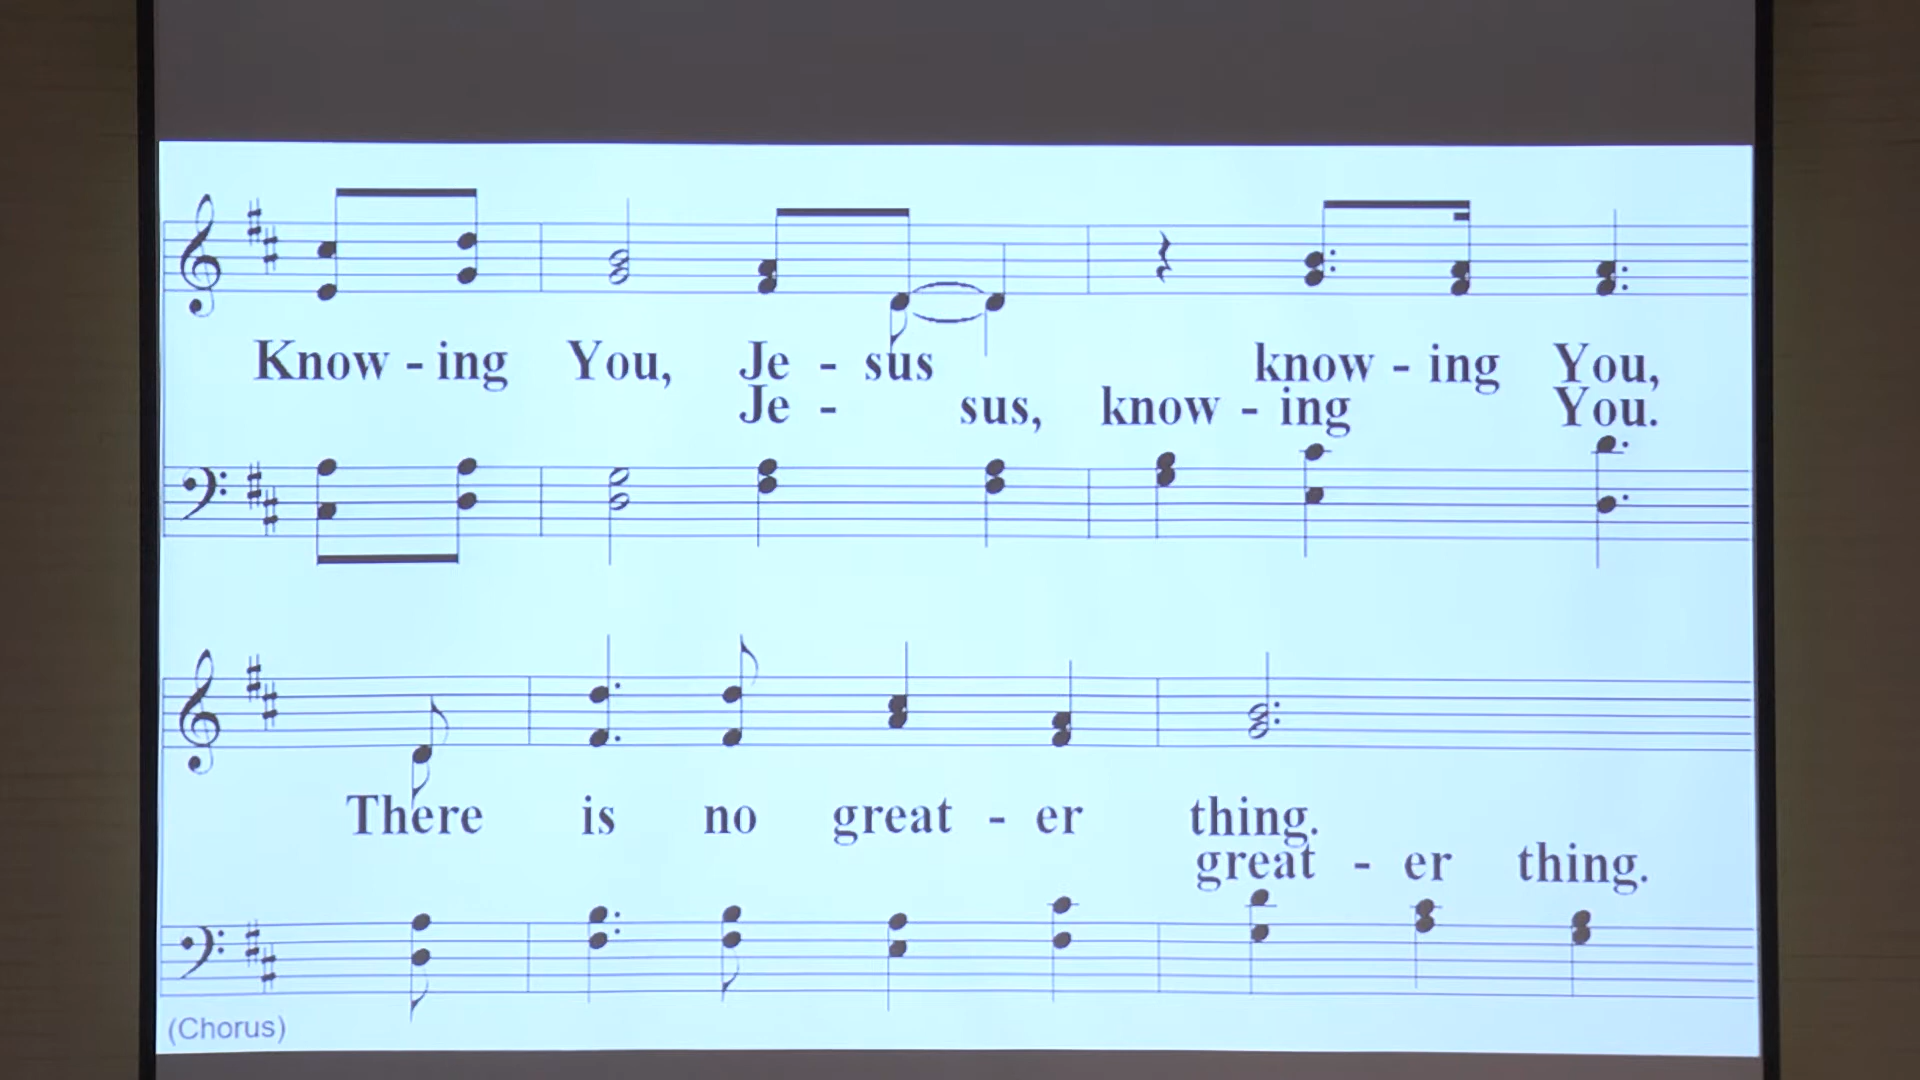 Know - ing You, Je - sus know - ing You,
Je - sus, know - ing You.
There is no great - er thing.
great - er thing.
(Chorus)